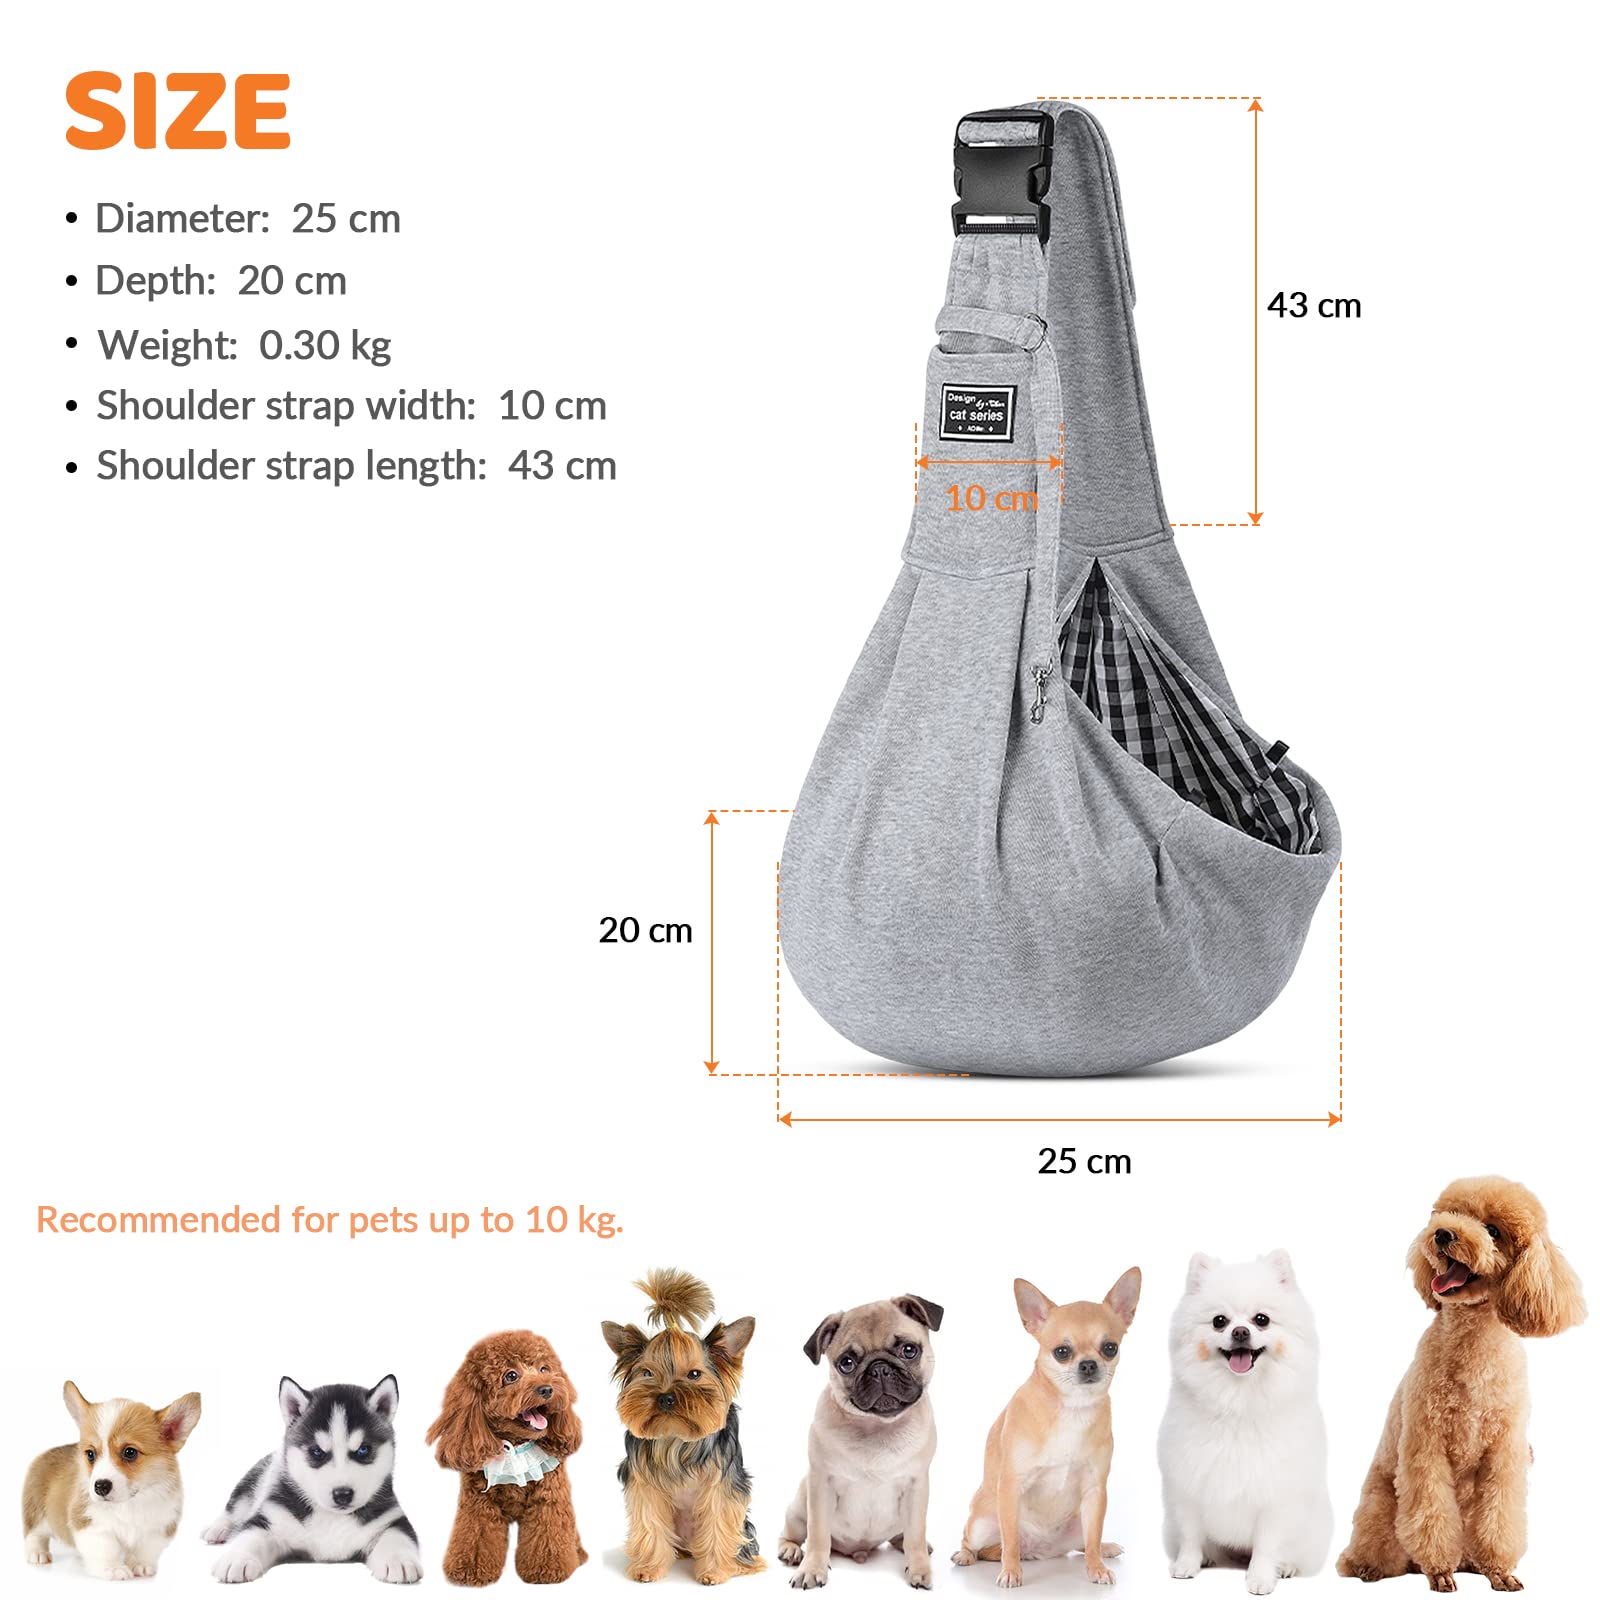 SIZE
• Diameter: 25 cm
• Depth: 20 cm
• Weight: 0.30 kg
• Shoulder strap width: 10 cm
• Shoulder strap length: 43 cm
43 cm
Design by
cat series
10 cm
20 cm
25 cm
Recommended for pets up to 10 kg.